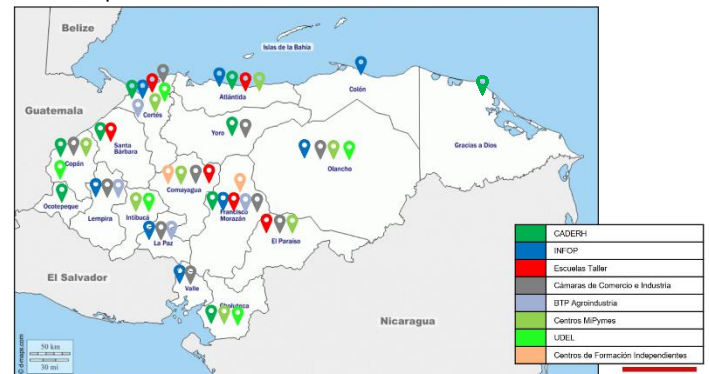 Belize
Islas de la Bahía
Guatemala
Cortés
Atlántida
Colón
Gracias a Dios
Yoro
Santa
Bárbara
Copán
Olancho
Ocotepeque
Lempira
Intibucá
Comayagua
Francisco
Morazán
La Paz
El Paraíso
El Salvador
Valle
Choluteca
Nicaragua
50 km
30 mi
© d-maps.com
CADERH
INFOP
Escuelas Taller
Cámaras de Comercio e Industria
BTP Agroindustria
Centros MiPymes
UDEL
Centros de Formación Independientes